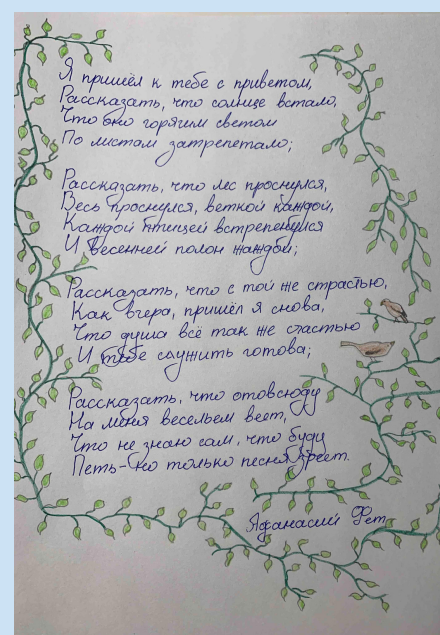 Я пришёл к тебе с приветом,
Рассказать, что солнце встало,
Что оно горячим светом
По листам затрепетало;
Рассказать, что лес проснулся,
Весь проснулся, веткой каждой,
Каждой птицей встрепенулся
И весенней полон жаждой;
Рассказать, что с той же страстью,
Как вчера, пришёл я снова,
Что душа всё так же счастью
И тебе служить готова;
Рассказать, что отовсюду
На меня весельем веет,
Что не знаю сам, что буду
Петь - но только песня зреет.
Афанасий Фет